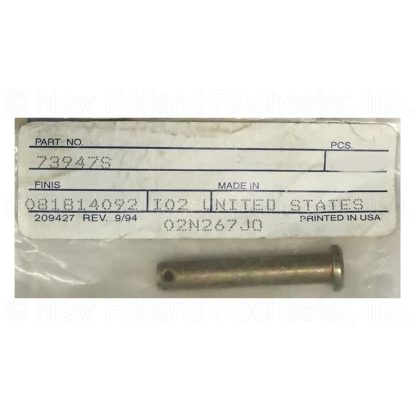 © New Holland Rochester, Inc.
PART NO. PCS.
73947S
FINIS MADE IN
081814092 I02 UNITED STATES
209427 REV. 9/94 PRINTED IN USA
02N267JQ
© New Holland Rochester, Inc.